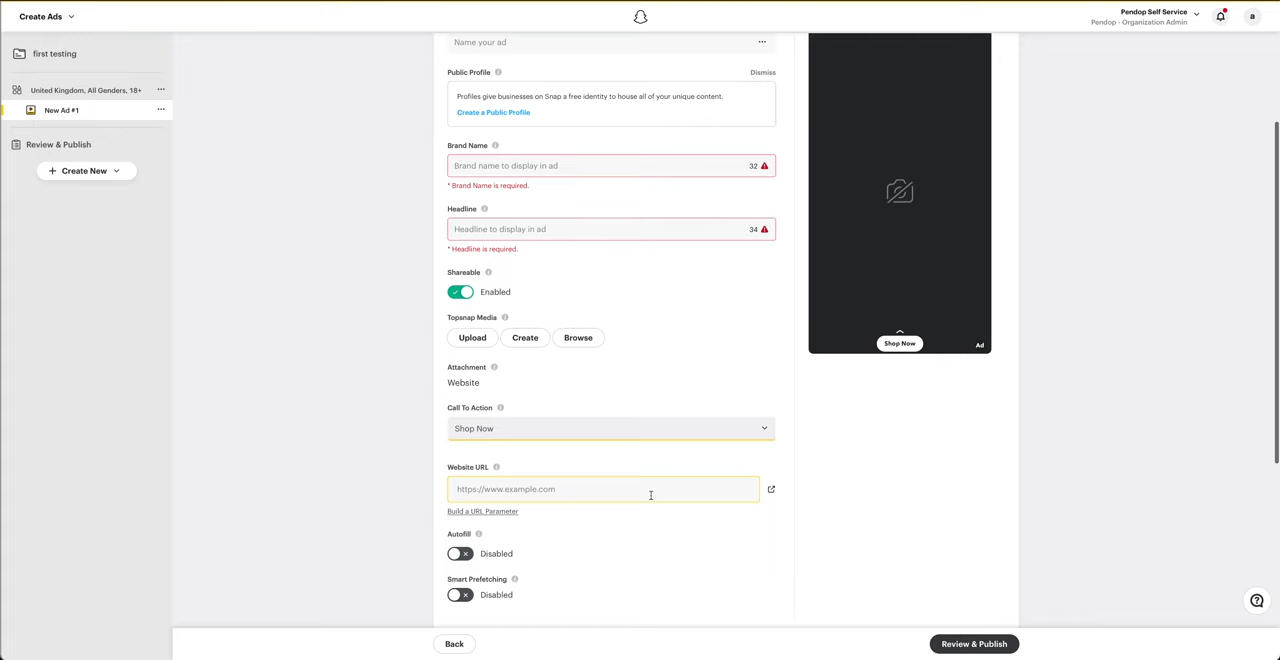 Create Ads
Pendop Self Service
Pendop - Organization Admin
a
first testing
United Kingdom, All Genders, 18+
New Ad #1
Review & Publish
+ Create New
Name your ad
Public Profile
Dismiss
Profiles give businesses on Snap a free identity to house all of your unique content.
Create a Public Profile
Brand Name
Brand name to display in ad 32
* Brand Name is required.
Headline
Headline to display in ad 34
* Headline is required.
Shareable
Enabled
Topsnap Media
Upload Create Browse
Attachment
Website
Call To Action
Shop Now
Website URL
https://www.example.com
Build a URL Parameter
Autofill
Disabled
Smart Prefetching
Disabled
Shop Now
Ad
Back
Review & Publish